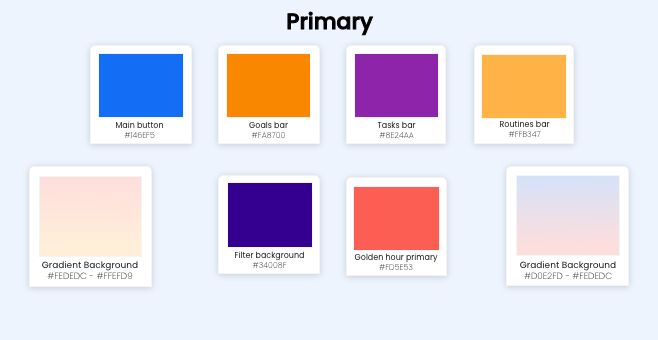 Primary
Main button
#146EF5
Goals bar
#FA8700
Tasks bar
#8E24AA
Routines bar
#FFB347
Gradient Background
#FEDEDC - #FFEFD9
Filter background
#34008F
Golden hour primary
#FD5E53
Gradient Background
#D0E2FD - #FEDEDC